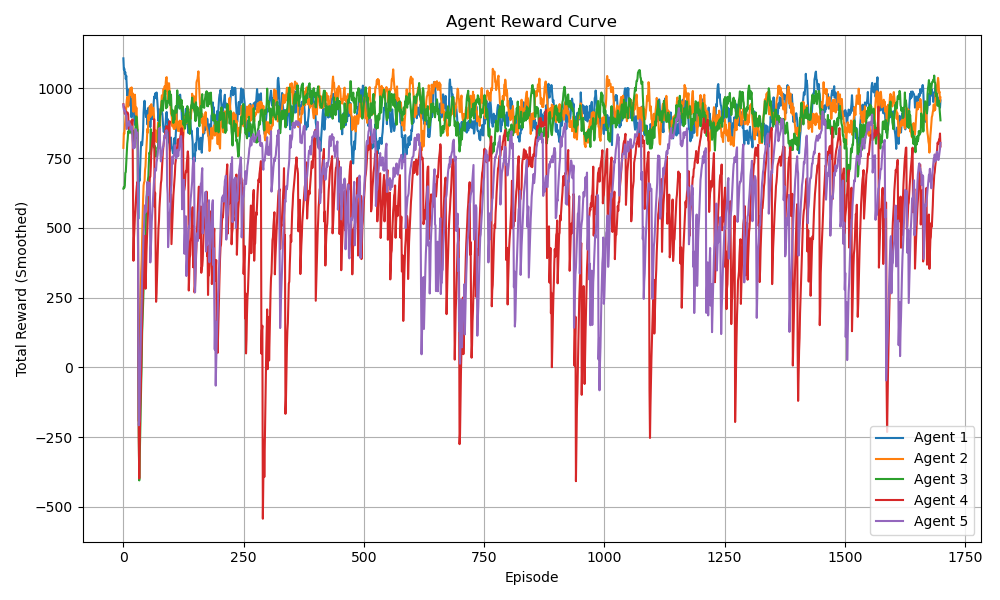 Agent Reward Curve
Total Reward (Smoothed)
1000
750
500
250
0
−250
−500
0 250 500 750 1000 1250 1500 1750
Episode
Agent 1
Agent 2
Agent 3
Agent 4
Agent 5